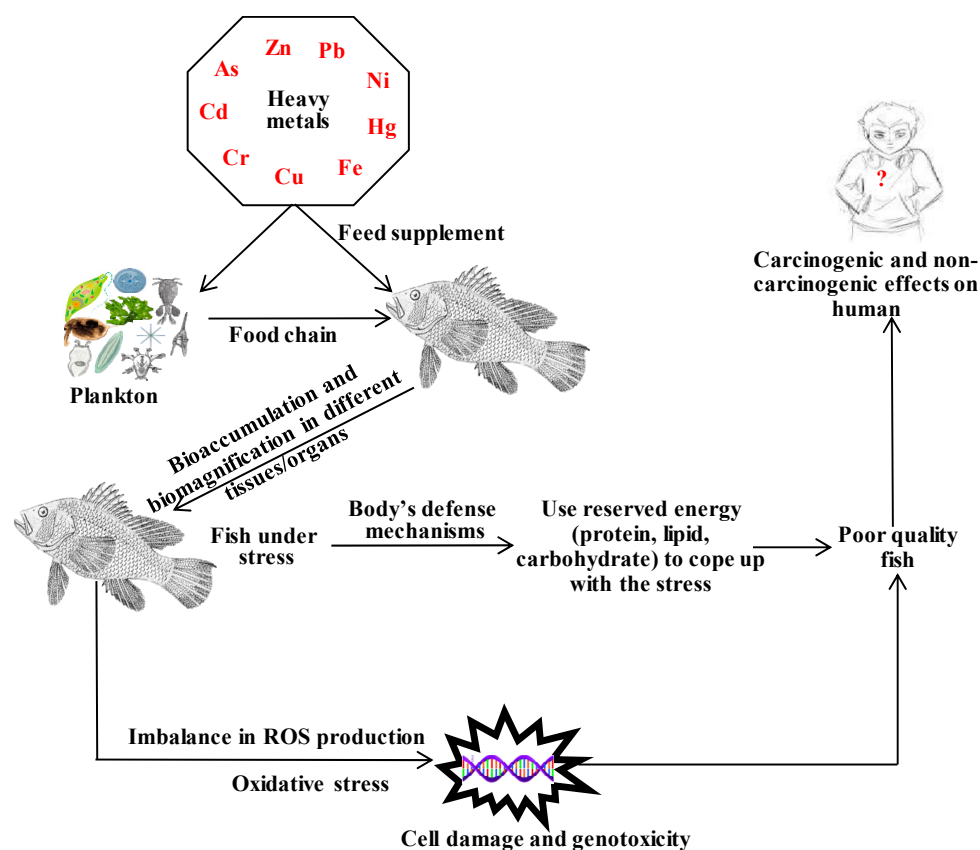 Zn
Pb
As
Ni
Cd
Heavy
metals
Hg
Cr
Cu
Fe
Feed supplement
?
Carcinogenic and non-
carcinogenic effects on
human
Food chain
Plankton
Bioaccumulation and
biomagnification in different
tissues/organs
Fish under
stress
Body's defense
mechanisms
Use reserved energy
(protein, lipid,
carbohydrate) to cope up
with the stress
Poor quality
fish
Imbalance in ROS production
Oxidative stress
Cell damage and genotoxicity